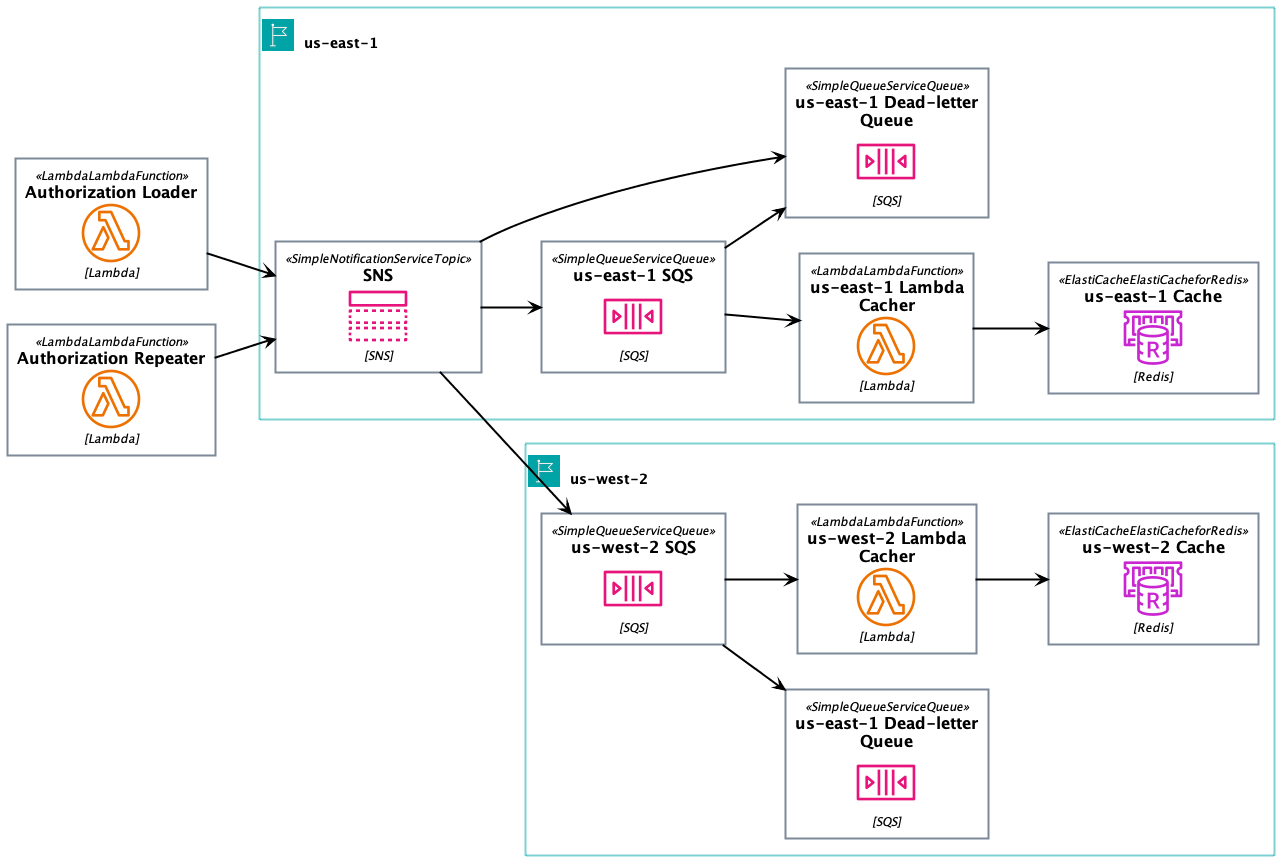 us-east-1
«SimpleQueueServiceQueue»
us-east-1 Dead-letter
Queue
[SQS]
«LambdaLambdaFunction»
Authorization Loader
[Lambda]
«SimpleNotificationServiceTopic»
SNS
[SNS]
«SimpleQueueServiceQueue»
us-east-1 SQS
[SQS]
«LambdaLambdaFunction»
us-east-1 Lambda
Cacher
[Lambda]
«ElastiCacheElastiCacheforRedis»
us-east-1 Cache
R
[Redis]
«LambdaLambdaFunction»
Authorization Repeater
[Lambda]
us-west-2
«SimpleQueueServiceQueue»
us-west-2 SQS
[SQS]
«LambdaLambdaFunction»
us-west-2 Lambda
Cacher
[Lambda]
«ElastiCacheElastiCacheforRedis»
us-west-2 Cache
R
[Redis]
«SimpleQueueServiceQueue»
us-east-1 Dead-letter
Queue
[SQS]